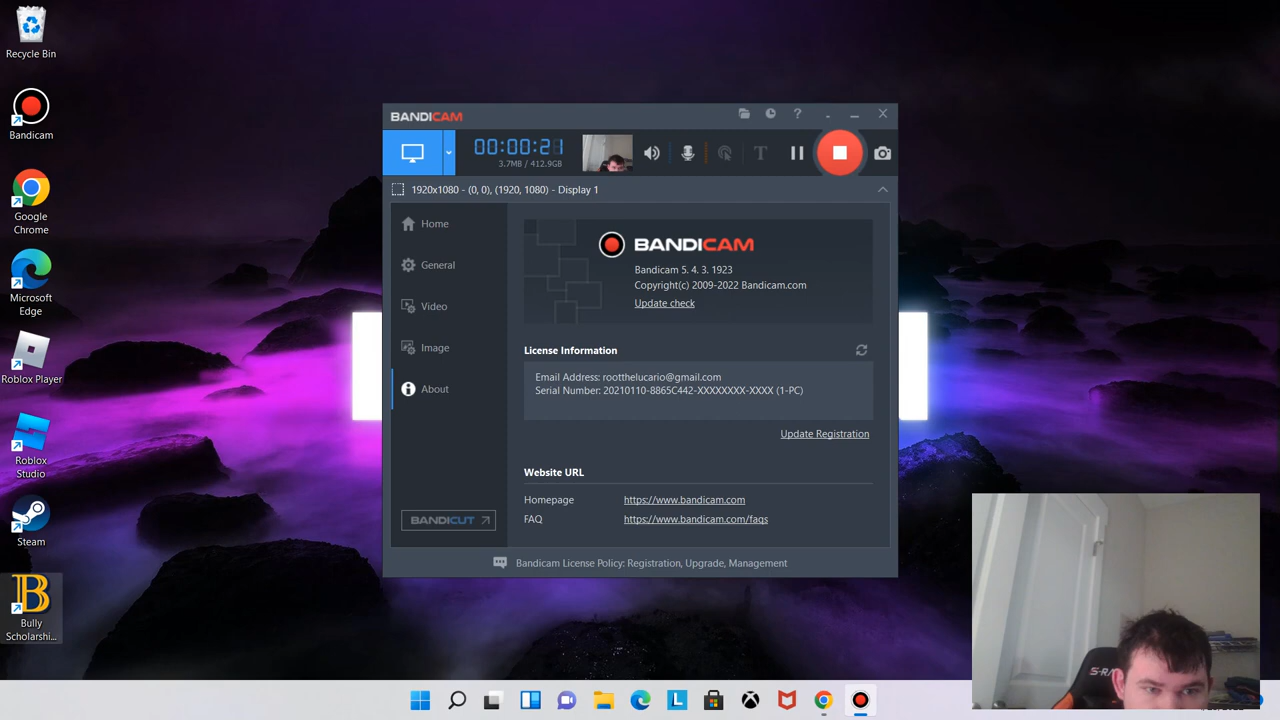 Recycle Bin
Bandicam
Google
Chrome
Microsoft
Edge
Roblox Player
Roblox
Studio
Steam
B
Bully
Scholarshi...
BANDICAM
?
00:00:21
3.7MB / 412.9GB
T
1920x1080 - (0, 0), (1920, 1080) - Display 1
Home
General
Video
Image
About
BANDICUT
BANDICAM
Bandicam 5. 4. 3. 1923
Copyright(c) 2009-2022 Bandicam.com
Update check
License Information
Email Address: rootthelucario@gmail.com
Serial Number: 20210110-8865C442-XXXXXXXX-XXXX (1-PC)
Update Registration
Website URL
Homepage https://www.bandicam.com
FAQ https://www.bandicam.com/faqs
Bandicam License Policy: Registration, Upgrade, Management
L